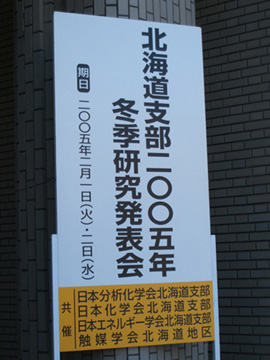 北海道支部二〇〇五年
冬季研究発表会
期日
二〇〇五年二月一日(火)・二日(水)
共催
日本分析化学会北海道支部
日本化学会北海道支部
日本エネルギー学会北海道支部
触媒学会北海道地区